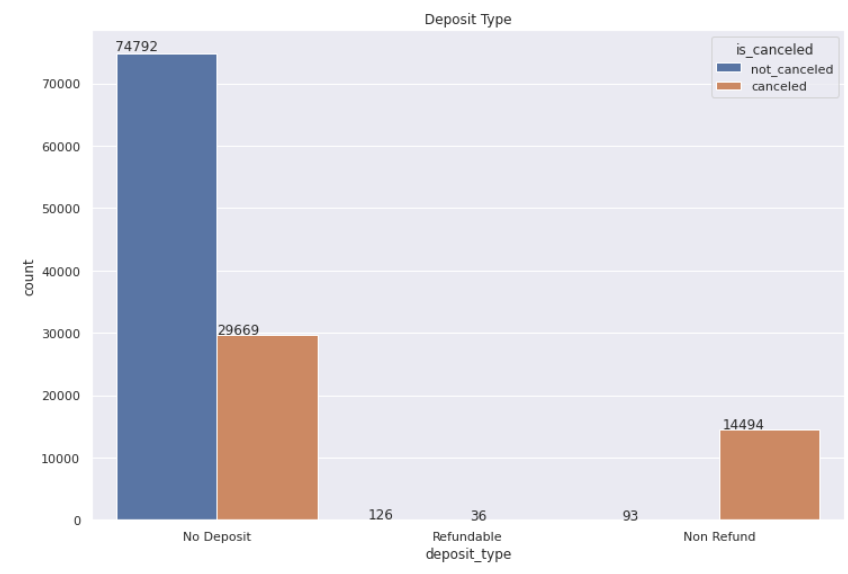 Deposit Type
74792
is_canceled
not_canceled
canceled
70000
60000
50000
40000
count
30000
29669
20000
14494
10000
126
36
93
0
No Deposit
Refundable
Non Refund
deposit_type